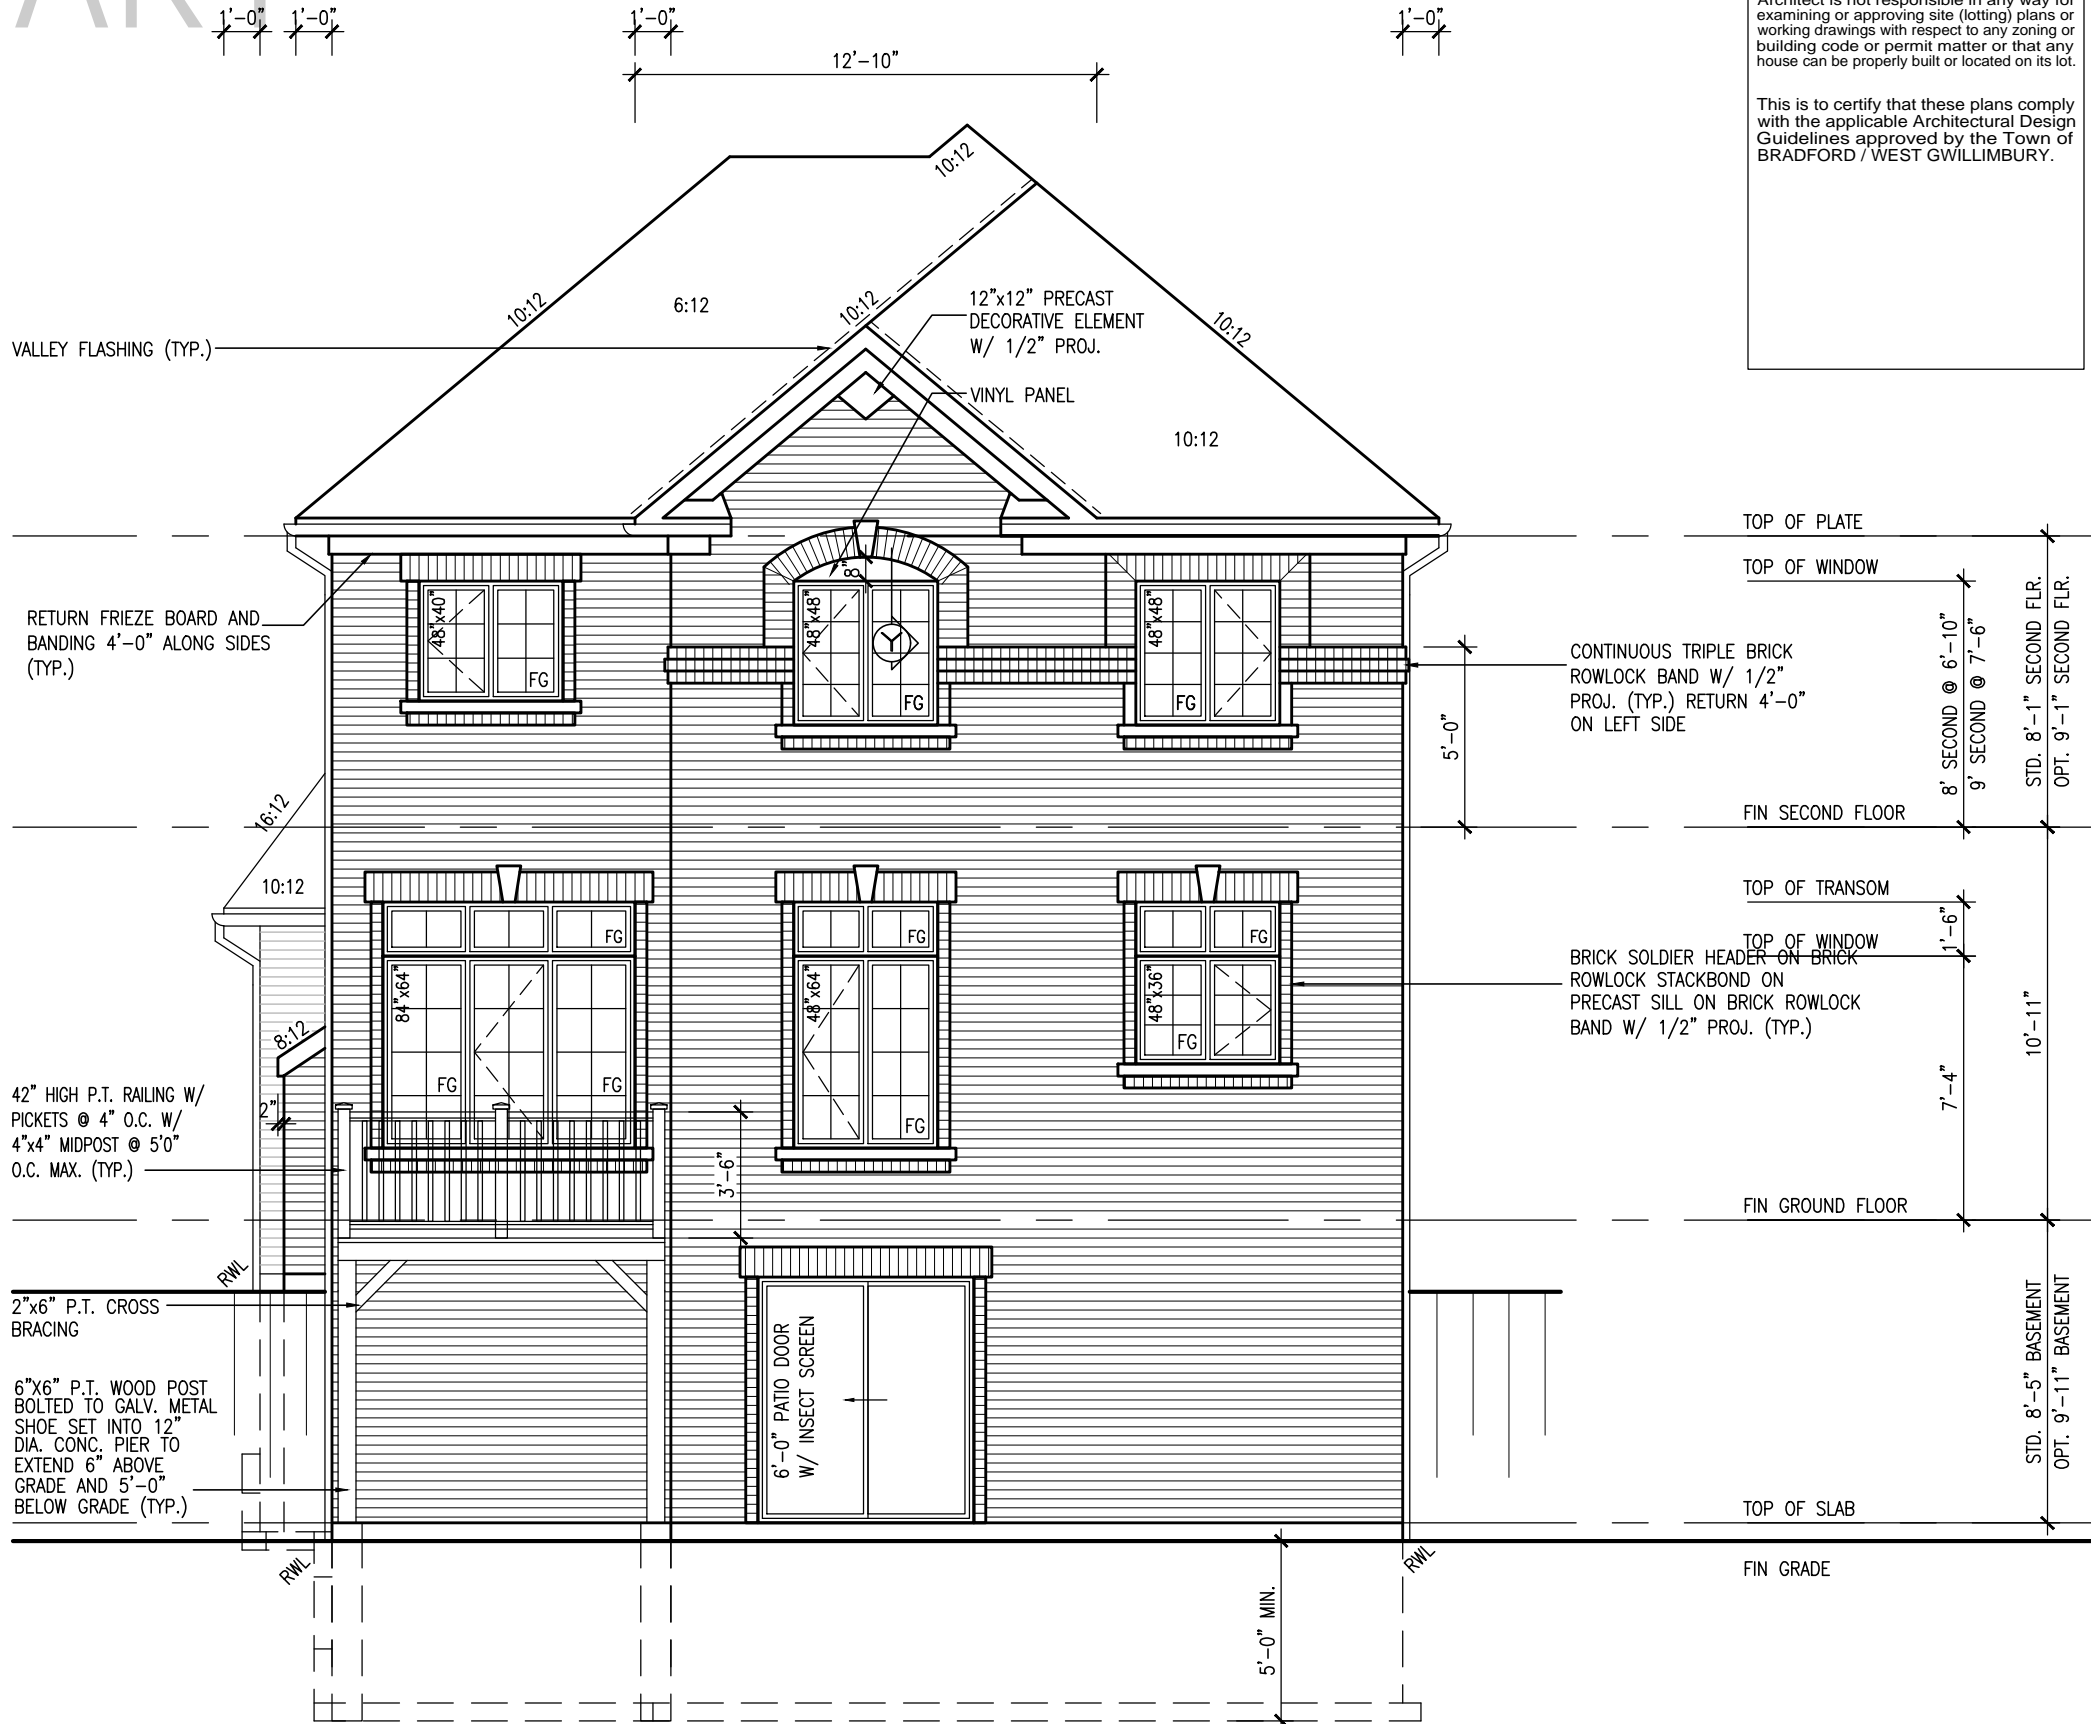 1'-0" 1'-0" 1'-0" 1'-0"
12'-10"
Architect is not responsible in any way for
examining or approving site (lotting) plans or
working drawings with respect to any zoning or
building code or permit matter or that any
house can be properly built or located on its lot.
This is to certify that these plans comply
with the applicable Architectural Design
Guidelines approved by the Town of
BRADFORD / WEST GWILLIMBURY.
10:12
10:12
6:12
10:12
10:12
10:12
VALLEY FLASHING (TYP.)
12"x12" PRECAST
DECORATIVE ELEMENT
W/ 1/2" PROJ.
VINYL PANEL
TOP OF PLATE
TOP OF WINDOW
8' SECOND @ 6'-10"
9' SECOND @ 7'-6"
STD. 8'-1" SECOND FLR.
OPT. 9'-1" SECOND FLR.
RETURN FRIEZE BOARD AND
BANDING 4'-0" ALONG SIDES
(TYP.)
48"x40"
FG
8"
48"x48"
Y
FG
48"x48"
FG
CONTINUOUS TRIPLE BRICK
ROWLOCK BAND W/ 1/2"
PROJ. (TYP.) RETURN 4'-0"
ON LEFT SIDE
5'-0"
FIN SECOND FLOOR
16:12
10:12
8:12
TOP OF TRANSOM
1'-6"
TOP OF WINDOW
FG
84"x64"
FG
FG
FG
48"x64"
FG
FG
48"x36"
FG
BRICK SOLDIER HEADER ON BRICK
ROWLOCK STACKBOND ON
PRECAST SILL ON BRICK ROWLOCK
BAND W/ 1/2" PROJ. (TYP.)
10'-11"
7'-4"
42" HIGH P.T. RAILING W/
PICKETS @ 4" O.C. W/
4"x4" MIDPOST @ 5'0"
O.C. MAX. (TYP.)
2"
3'-6"
FIN GROUND FLOOR
RWL
2"x6" P.T. CROSS
BRACING
6'-0" PATIO DOOR
W/ INSECT SCREEN
STD. 8'-5" BASEMENT
OPT. 9'-11" BASEMENT
6"X6" P.T. WOOD POST
BOLTED TO GALV. METAL
SHOE SET INTO 12"
DIA. CONC. PIER TO
EXTEND 6" ABOVE
GRADE AND 5'-0"
BELOW GRADE (TYP.)
TOP OF SLAB
RWL
RWL
FIN GRADE
5'-0" MIN.